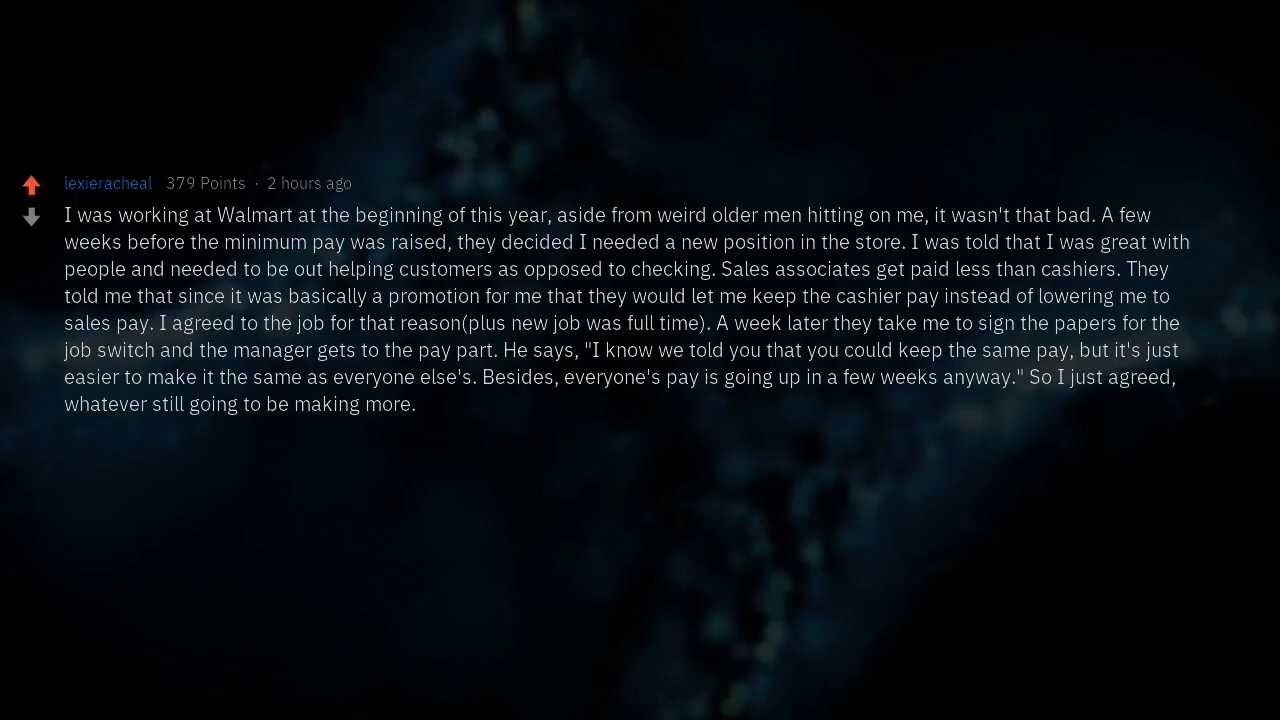 lexieracheal 379 Points · 2 hours ago
I was working at Walmart at the beginning of this year, aside from weird older men hitting on me, it wasn't that bad. A few
weeks before the minimum pay was raised, they decided I needed a new position in the store. I was told that I was great with
people and needed to be out helping customers as opposed to checking. Sales associates get paid less than cashiers. They
told me that since it was basically a promotion for me that they would let me keep the cashier pay instead of lowering me to
sales pay. I agreed to the job for that reason(plus new job was full time). A week later they take me to sign the papers for the
job switch and the manager gets to the pay part. He says, "I know we told you that you could keep the same pay, but it's just
easier to make it the same as everyone else's. Besides, everyone's pay is going up in a few weeks anyway." So I just agreed,
whatever still going to be making more.